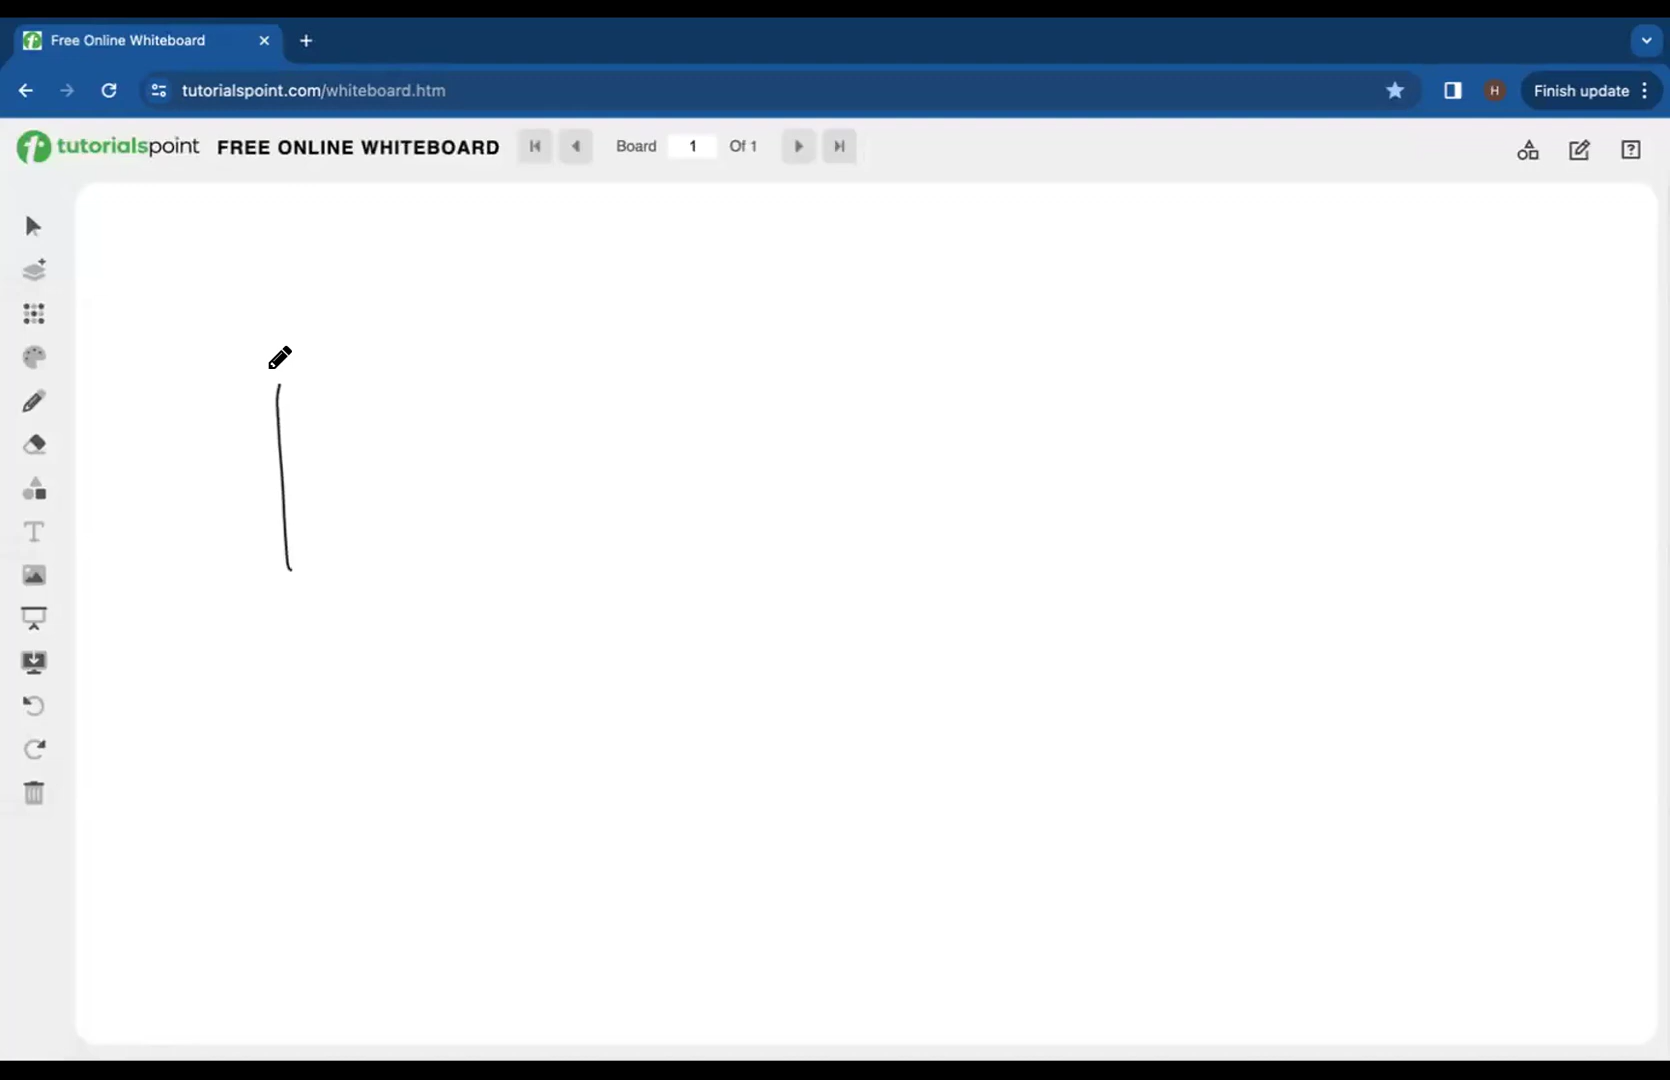 Free Online Whiteboard
tutorialspoint.com/whiteboard.htm
H
Finish update
tutorialspoint FREE ONLINE WHITEBOARD Board 1 Of 1
T